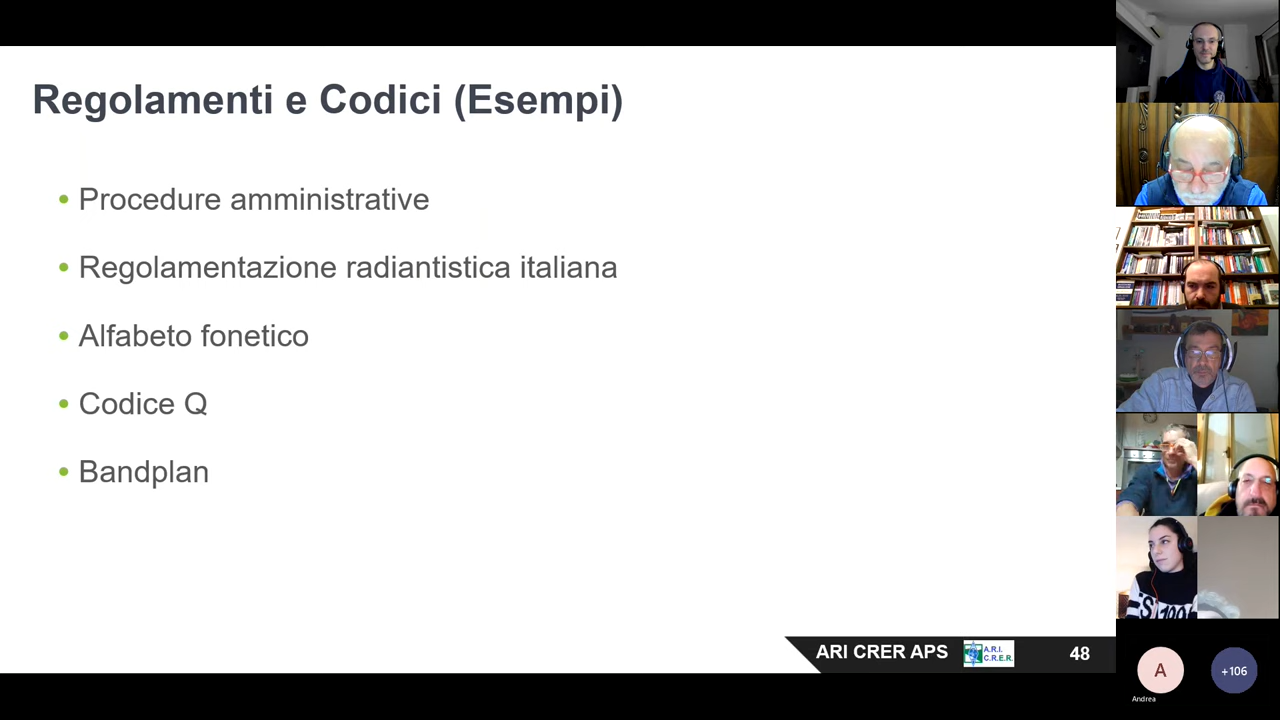 Regolamenti e Codici (Esempi)
• Procedure amministrative
• Regolamentazione radiantistica italiana
• Alfabeto fonetico
• Codice Q
• Bandplan
ARI CRER APS
A.R.I.
C.R.E.R.
48
A
+106
Andrea